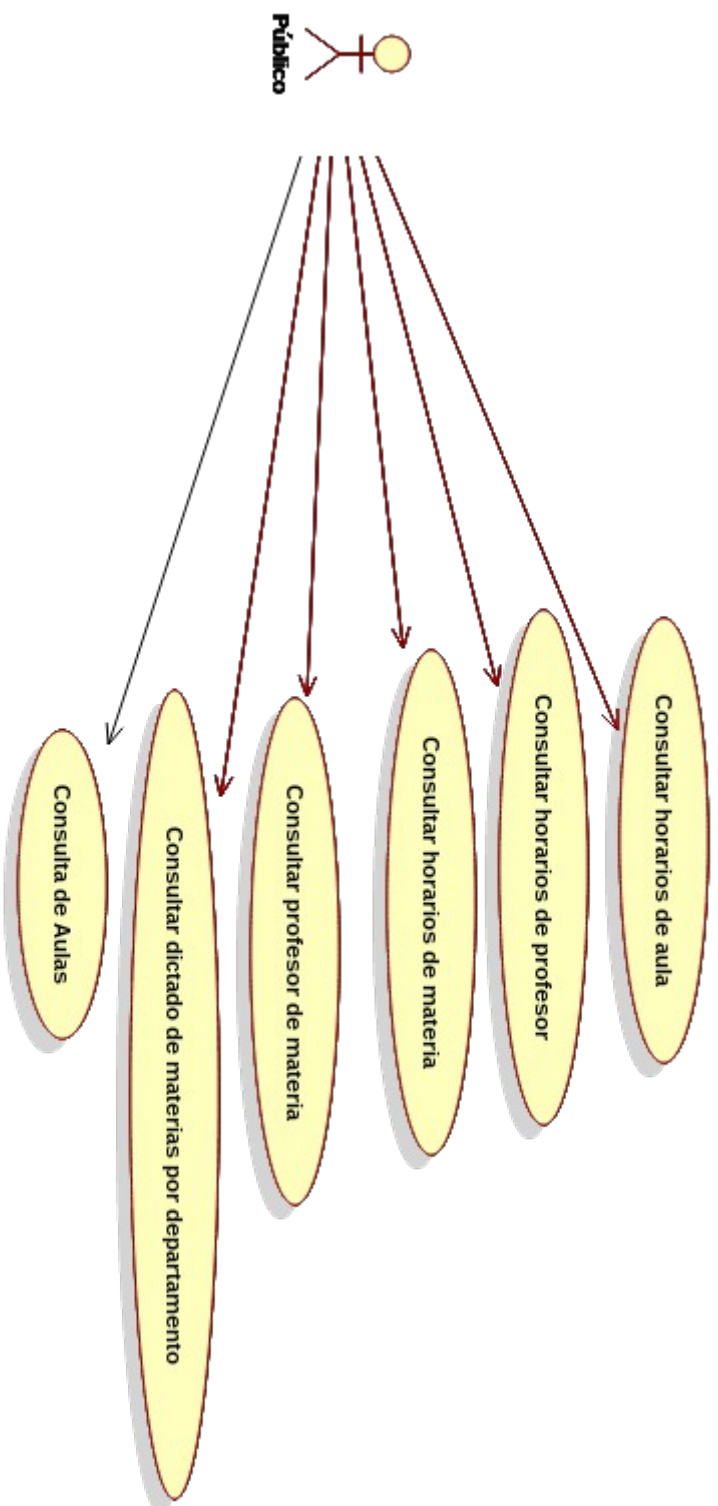 Público
Consultar horarios de aula
Consultar horarios de profesor
Consultar horarios de materia
Consultar profesor de materia
Consultar dictado de materias por departamento
Consulta de Aulas